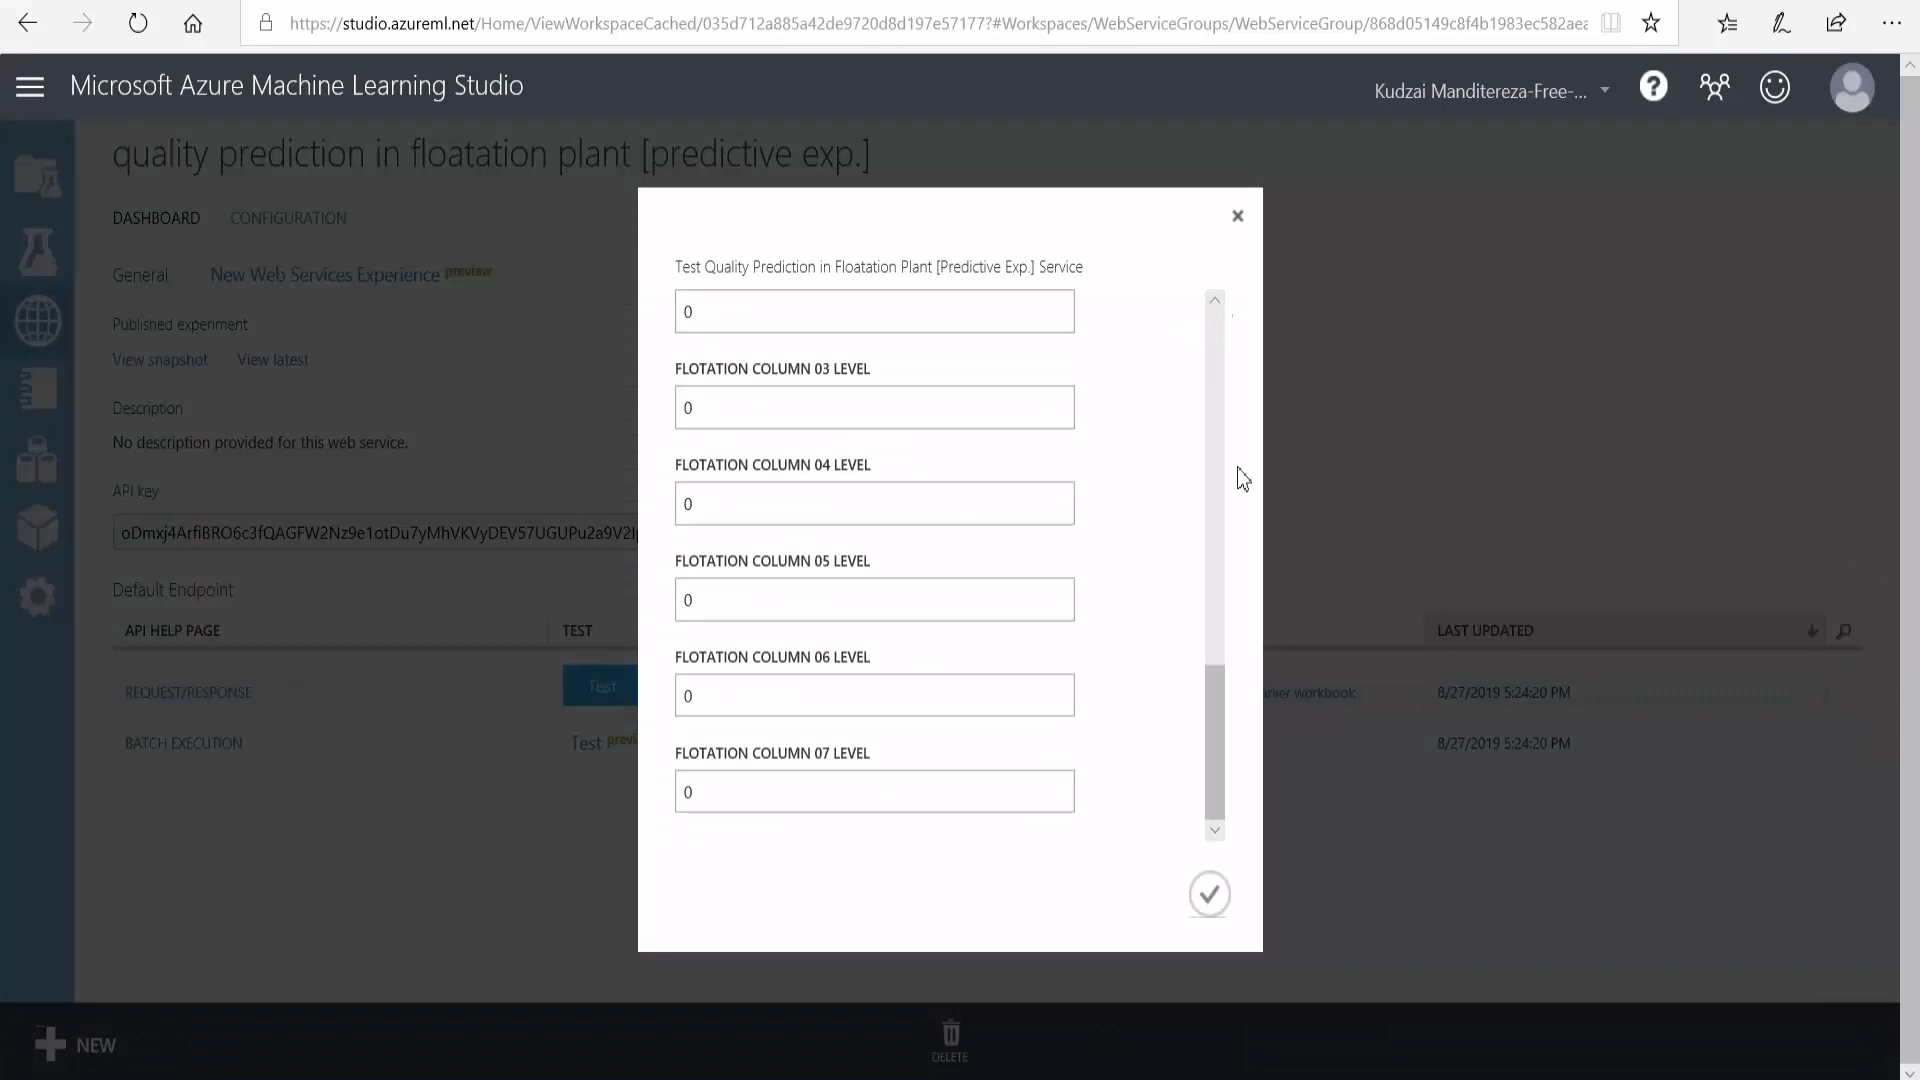 https://studio.azureml.net/Home/ViewWorkspaceCached/035d712a885a42de9720d8d197e57177?#Workspaces/WebServiceGroups/WebServiceGroup/868d05149c8f4b1983ec582aea
Microsoft Azure Machine Learning Studio
Kudzai Manditereza-Free-...
quality prediction in floatation plant [predictive exp.]
DASHBOARD CONFIGURATION
General New Web Services Experience preview
Published experiment
View snapshot View latest
Description
No description provided for this web service.
API key
Default Endpoint
API HELP PAGE TEST LAST UPDATED
REQUEST/RESPONSE Test arlier workbook 8/27/2019 5:24:20 PM
BATCH EXECUTION Test previ 8/27/2019 5:24:20 PM
Test Quality Prediction in Floatation Plant [Predictive Exp.] Service
0
FLOTATION COLUMN 03 LEVEL
0
FLOTATION COLUMN 04 LEVEL
0
FLOTATION COLUMN 05 LEVEL
0
FLOTATION COLUMN 06 LEVEL
0
FLOTATION COLUMN 07 LEVEL
0
NEW
DELETE